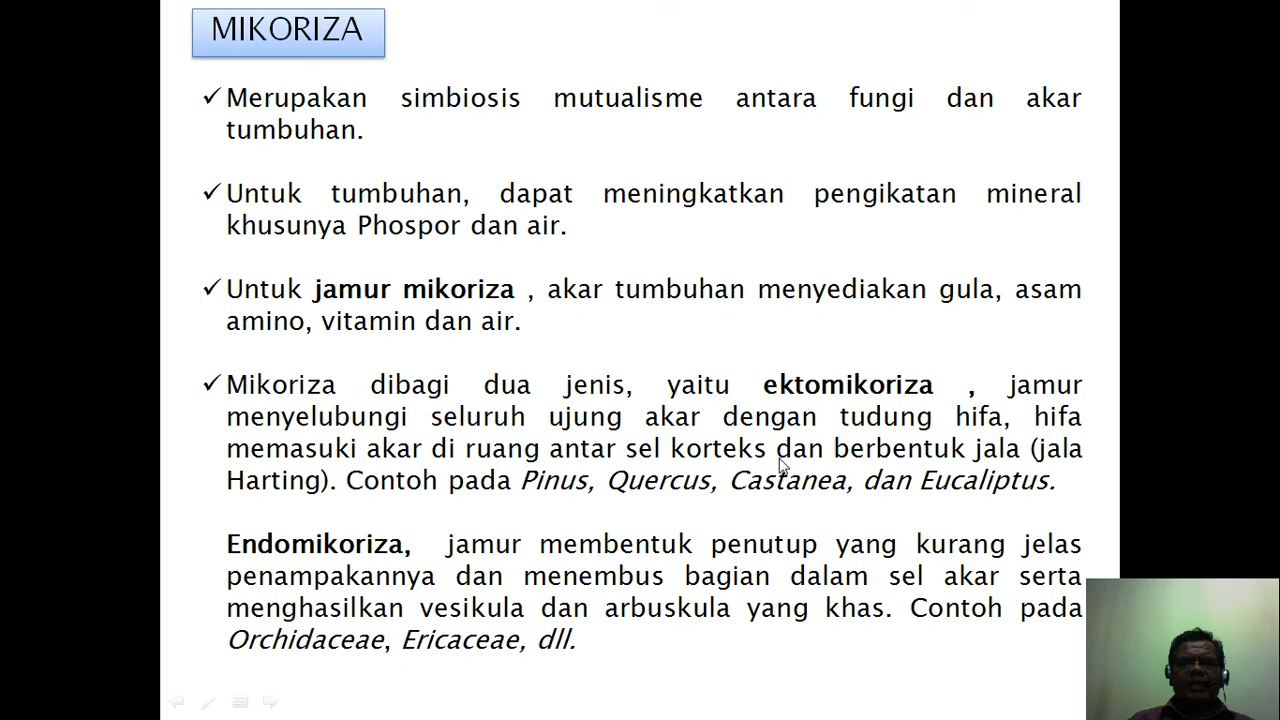 MIKORIZA
✓Merupakan simbiosis mutualisme antara fungi dan akar
tumbuhan.
✓Untuk tumbuhan, dapat meningkatkan pengikatan mineral
khusunya Phospor dan air.
✓Untuk jamur mikoriza , akar tumbuhan menyediakan gula, asam
amino, vitamin dan air.
✓Mikoriza dibagi dua jenis, yaitu ektomikoriza , jamur
menyelubungi seluruh ujung akar dengan tudung hifa, hifa
memasuki akar di ruang antar sel korteks dan berbentuk jala (jala
Harting). Contoh pada Pinus, Quercus, Castanea, dan Eucaliptus.
Endomikoriza, jamur membentuk penutup yang kurang jelas
penampakannya dan menembus bagian dalam sel akar serta
menghasilkan vesikula dan arbuskula yang khas. Contoh pada
Orchidaceae, Ericaceae, dll.